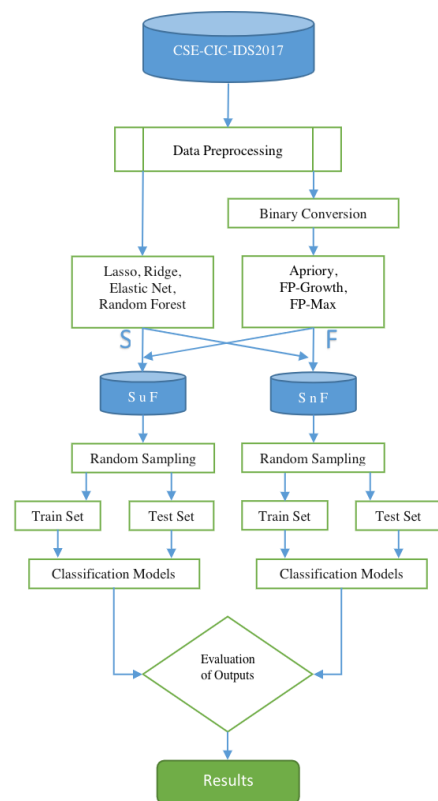 CSE-CIC-IDS2017
Data Preprocessing
Binary Conversion
Lasso, Ridge,
Elastic Net,
Random Forest
Apriory,
FP-Growth,
FP-Max
S
F
S u F
S n F
Random Sampling
Random Sampling
Train Set
Test Set
Train Set
Test Set
Classification Models
Classification Models
Evaluation
of Outputs
Results